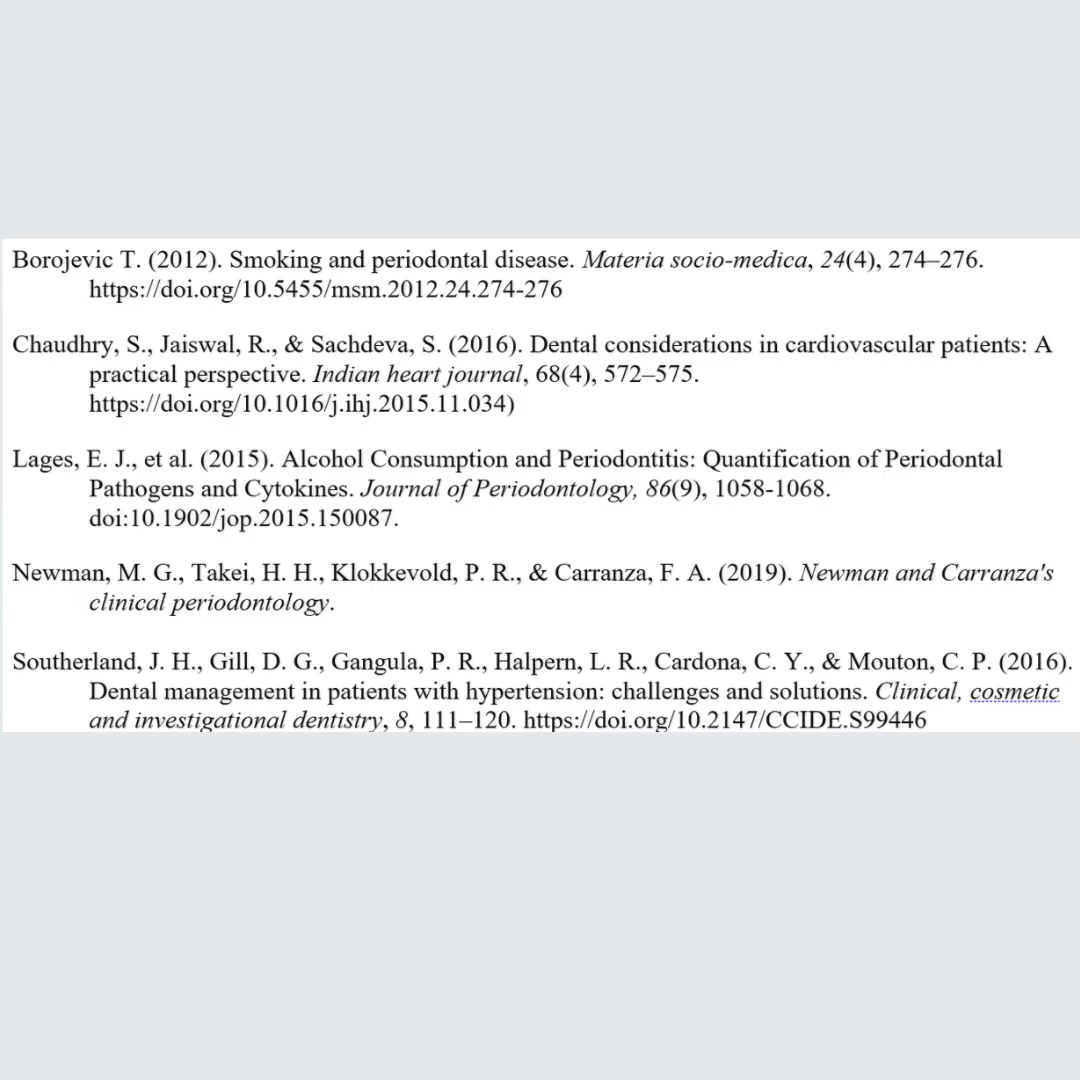 Borojevic T. (2012). Smoking and periodontal disease. Materia socio-medica, 24(4), 274–276.
https://doi.org/10.5455/msm.2012.24.274-276
Chaudhry, S., Jaiswal, R., & Sachdeva, S. (2016). Dental considerations in cardiovascular patients: A
practical perspective. Indian heart journal, 68(4), 572–575.
https://doi.org/10.1016/j.ihj.2015.11.034)
Lages, E. J., et al. (2015). Alcohol Consumption and Periodontitis: Quantification of Periodontal
Pathogens and Cytokines. Journal of Periodontology, 86(9), 1058-1068.
doi:10.1902/jop.2015.150087.
Newman, M. G., Takei, H. H., Klokkevold, P. R., & Carranza, F. A. (2019). Newman and Carranza's
clinical periodontology.
Southerland, J. H., Gill, D. G., Gangula, P. R., Halpern, L. R., Cardona, C. Y., & Mouton, C. P. (2016).
Dental management in patients with hypertension: challenges and solutions. Clinical, cosmetic
and investigational dentistry, 8, 111–120. https://doi.org/10.2147/CCIDE.S99446